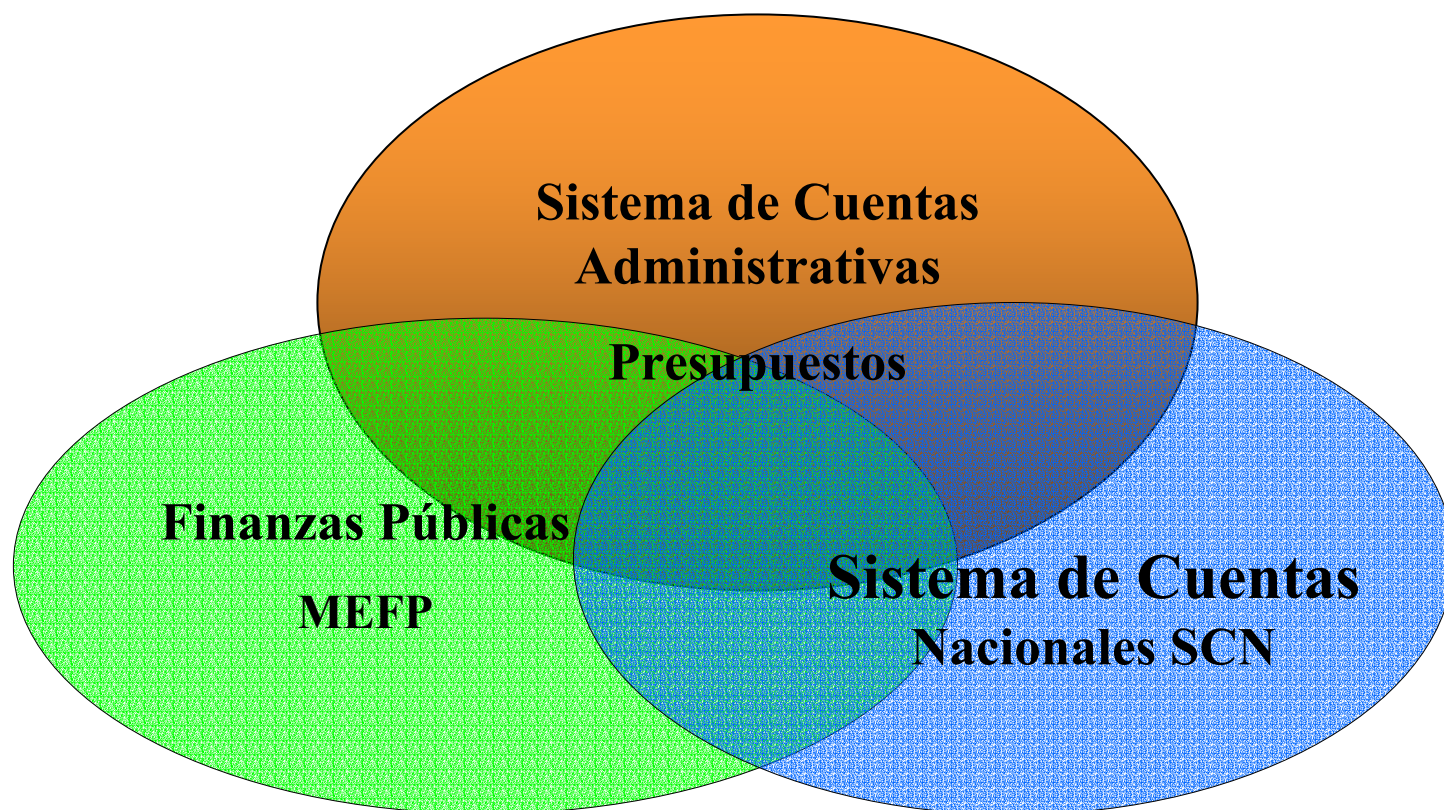 Sistema de Cuentas
Administrativas
Presupuestos
Finanzas Públicas
MEFP
Sistema de Cuentas
Nacionales SCN